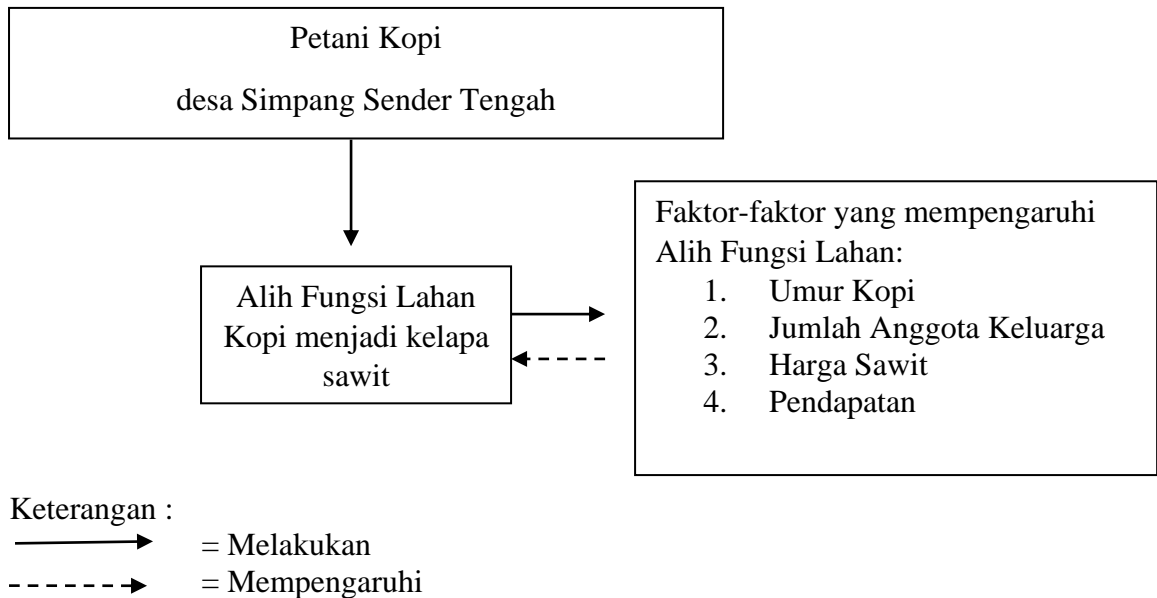 Petani Kopi
desa Simpang Sender Tengah
Alih Fungsi Lahan
Kopi menjadi kelapa
sawit
Faktor-faktor yang mempengaruhi
Alih Fungsi Lahan:
1. Umur Kopi
2. Jumlah Anggota Keluarga
3. Harga Sawit
4. Pendapatan
Keterangan :
= Melakukan
= Mempengaruhi